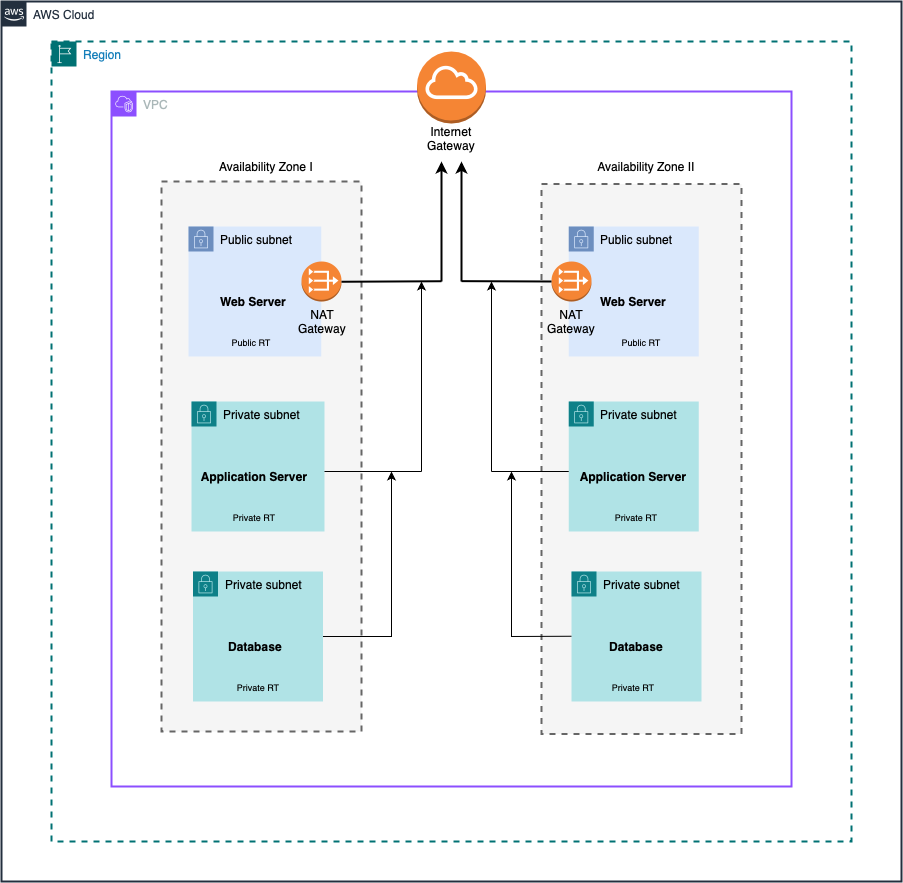 aws
AWS Cloud
Region
VPC
Internet
Gateway
Availability Zone I
Availability Zone II
Public subnet
Web Server
NAT
Gateway
Public RT
Public subnet
Web Server
NAT
Gateway
Public RT
Private subnet
Application Server
Private RT
Private subnet
Application Server
Private RT
Private subnet
Database
Private RT
Private subnet
Database
Private RT